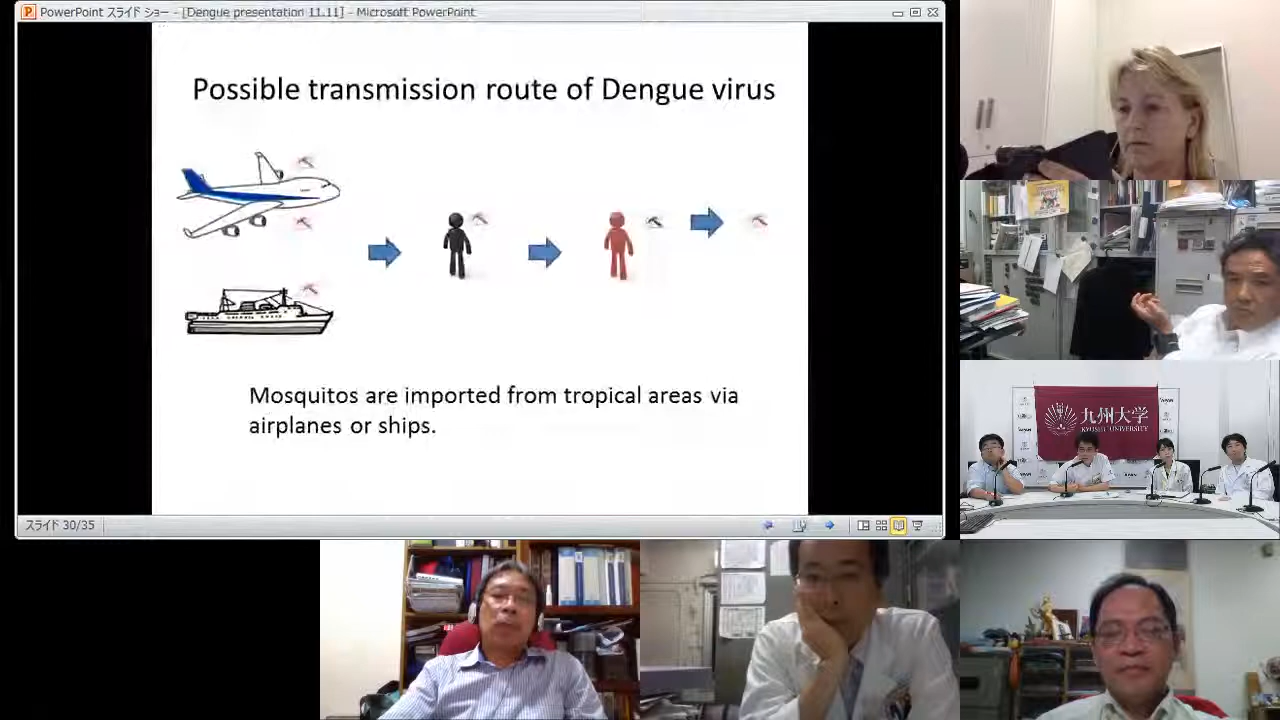 PowerPoint スライド ショー - [Dengue presentation 11.11] - Microsoft PowerPoint
Possible transmission route of Dengue virus
Mosquitos are imported from tropical areas via
airplanes or ships.
スライド 30/35
九州大学
KYUSHU UNIVERSITY